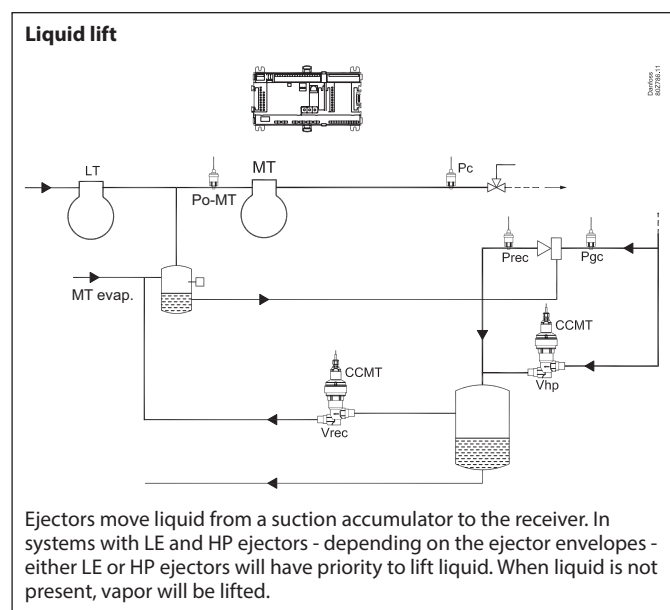 Liquid lift
Danfoss
80Z786.11
LT
Po-MT
MT
Pc
MT evap.
Prec
Pgc
CCMT
Vhp
CCMT
Vrec
Ejectors move liquid from a suction accumulator to the receiver. In
systems with LE and HP ejectors - depending on the ejector envelopes -
either LE or HP ejectors will have priority to lift liquid. When liquid is not
present, vapor will be lifted.